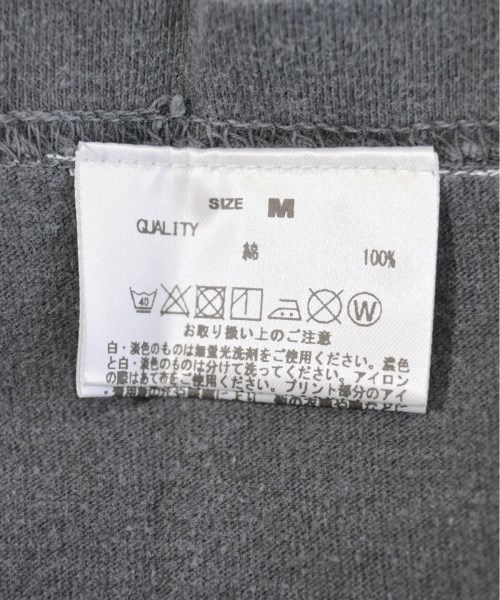 SIZE M
QUALITY
綿 100%
40 W
お取り扱い上のご注意
白・淡色のものは無蛍光洗剤をご使用ください。濃色
と白・淡色のものは分けて洗ってください。アイロン
の際はあて布をご使用ください。プリント部分のアイ